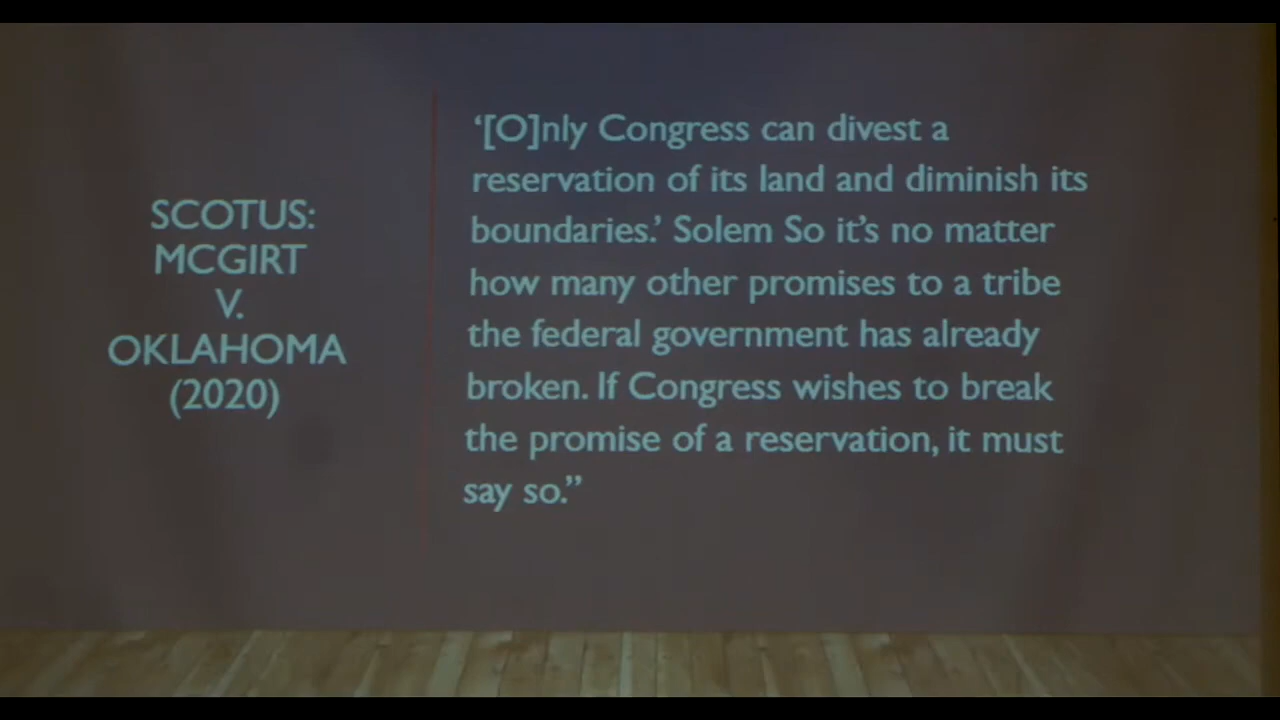 SCOTUS:
MCGIRT
V.
OKLAHOMA
(2020)
‘[O]nly Congress can divest a
reservation of its land and diminish its
boundaries.’ Solem So it’s no matter
how many other promises to a tribe
the federal government has already
broken. If Congress wishes to break
the promise of a reservation, it must
say so.”